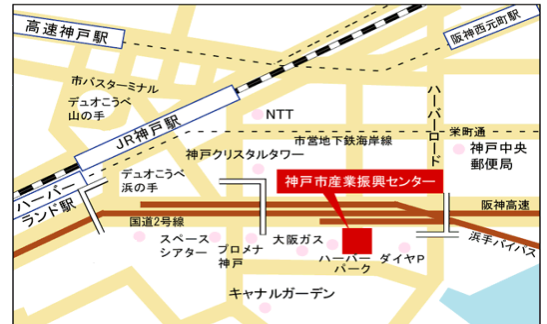 高速神戸駅
阪神西元町駅
市バスターミナル
デュオこうべ
山の手
NTT
JR神戸駅
ハーバーロード
市営地下鉄海岸線
栄町通
神戸中央
郵便局
神戸クリスタルタワー
デュオこうべ
浜の手
神戸市産業振興センター
ハーバー
ランド駅
阪神高速
国道2号線
浜手バイパス
スペース
シアター
プロメナ
神戸
大阪ガス
ハーバー
パーク
ダイヤP
キャナルガーデン